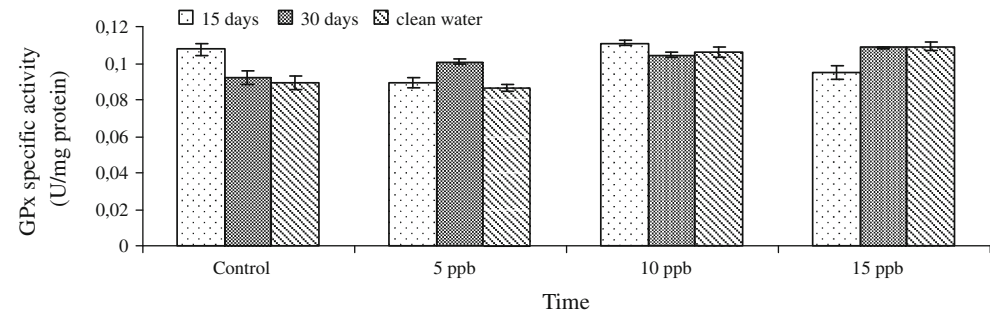 15 days 30 days clean water
GPx specific activity
(U/mg protein)
0,12
0,1
0,08
0,06
0,04
0,02
0
Control 5 ppb 10 ppb 15 ppb
Time